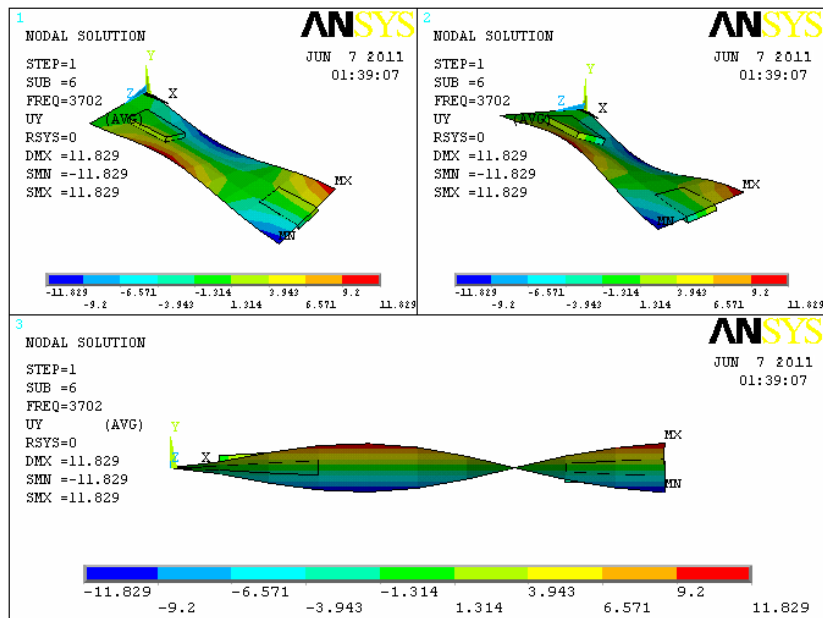 1
ANSYS
NODAL SOLUTION
JUN 7 2011
01:39:07
STEP=1
SUB =6
FREQ=3702
UY (AVG)
RSYS=0
DMX =11.829
SMN =-11.829
SMX =11.829
Y
Z X
MX
MN
-11.829 -6.571 -1.314 3.943 9.2
-9.2 -3.943 1.314 6.571 11.829
2
ANSYS
NODAL SOLUTION
JUN 7 2011
01:39:07
STEP=1
SUB =6
FREQ=3702
UY (AVG)
RSYS=0
DMX =11.829
SMN =-11.829
SMX =11.829
Y
Z X
MX
MN
-11.829 -6.571 -1.314 3.943 9.2
-9.2 -3.943 1.314 6.571 11.829
3
ANSYS
NODAL SOLUTION
JUN 7 2011
01:39:07
STEP=1
SUB =6
FREQ=3702
UY (AVG)
RSYS=0
DMX =11.829
SMN =-11.829
SMX =11.829
Y
Z X
MX
MN
-11.829 -6.571 -1.314 3.943 9.2
-9.2 -3.943 1.314 6.571 11.829